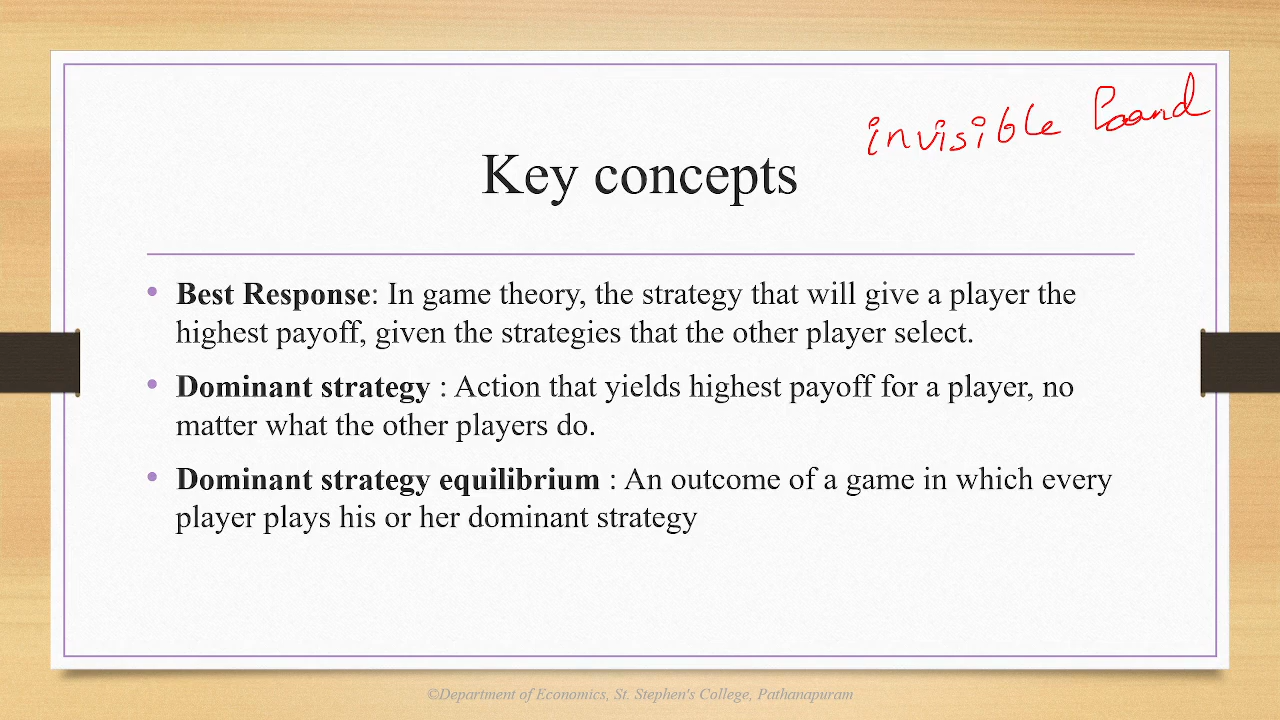 invisible hand
Key concepts
• Best Response: In game theory, the strategy that will give a player the
highest payoff, given the strategies that the other player select.
• Dominant strategy : Action that yields highest payoff for a player, no
matter what the other players do.
• Dominant strategy equilibrium : An outcome of a game in which every
player plays his or her dominant strategy
©Department of Economics, St. Stephen's College, Pathanapuram